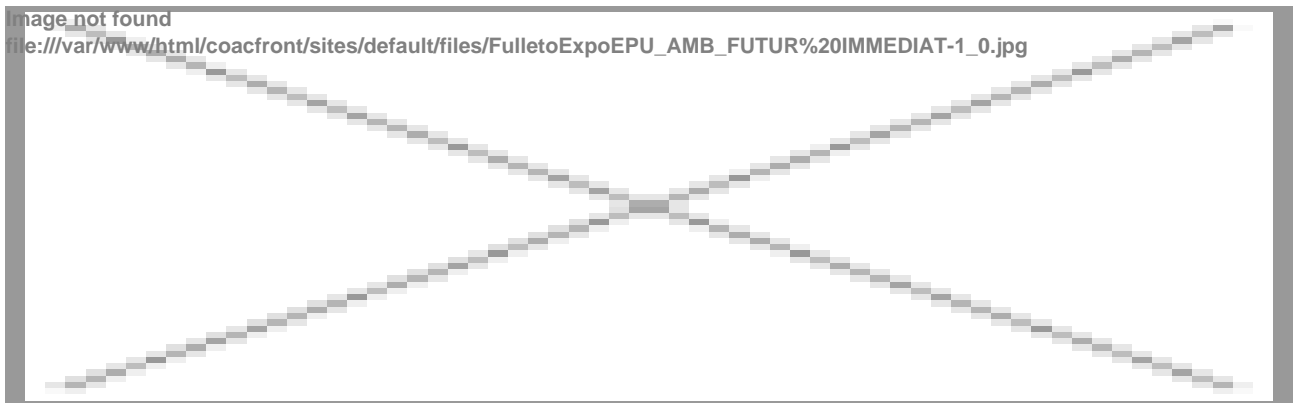 Image not found
file:///var/www/html/coacfront/sites/default/files/FulletoExpoEPU_AMB_FUTUR%20IMMEDIAT-1_0.jpg